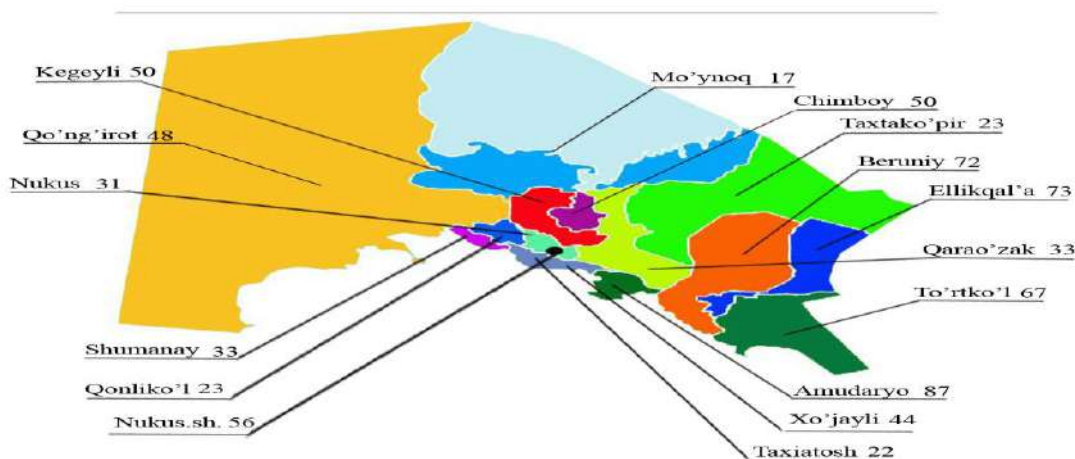 Kegeyli 50
Mo'ynoq 17
Chimboy 50
Qo'ng'irot 48
Taxtako'pir 23
Beruniy 72
Nukus 31
Ellikqal'a 73
Qarao'zak 33
To'rtko'l 67
Shumanay 33
Qonliko'l 23
Amudaryo 87
Nukus.sh. 56
Xo'jayli 44
Taxiatosh 22